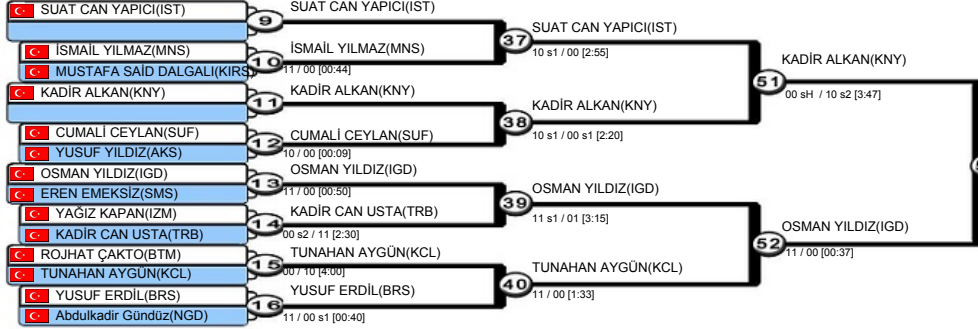 SUAT CAN YAPICI(IST)
9
SUAT CAN YAPICI(IST)
İSMAİL YILMAZ(MNS)
MUSTAFA SAİD DALGALI(KIRS)
10
İSMAİL YILMAZ(MNS)
11 / 00 [00:44]
37
SUAT CAN YAPICI(IST)
10 s1 / 00 [2:55]
KADİR ALKAN(KNY)
11
KADİR ALKAN(KNY)
CUMALİ CEYLAN(SUF)
YUSUF YILDIZ(AKS)
12
CUMALİ CEYLAN(SUF)
10 / 00 [00:09]
38
KADİR ALKAN(KNY)
10 s1 / 00 s1 [2:20]
51
KADİR ALKAN(KNY)
00 sH / 10 s2 [3:47]
OSMAN YILDIZ(IGD)
EREN EMEKSİZ(SMS)
13
OSMAN YILDIZ(IGD)
11 / 00 [00:50]
YAĞIZ KAPAN(IZM)
KADİR CAN USTA(TRB)
14
KADİR CAN USTA(TRB)
00 s2 / 11 [2:30]
39
OSMAN YILDIZ(IGD)
11 s1 / 01 [3:15]
ROJHAT ÇAKTO(BTM)
TUNAHAN AYGÜN(KCL)
15
TUNAHAN AYGÜN(KCL)
00 / 10 [4:00]
YUSUF ERDİL(BRS)
Abdulkadir Gündüz(NGD)
16
YUSUF ERDİL(BRS)
11 / 00 s1 [00:40]
40
TUNAHAN AYGÜN(KCL)
11 / 00 [1:33]
52
OSMAN YILDIZ(IGD)
11 / 00 [00:37]